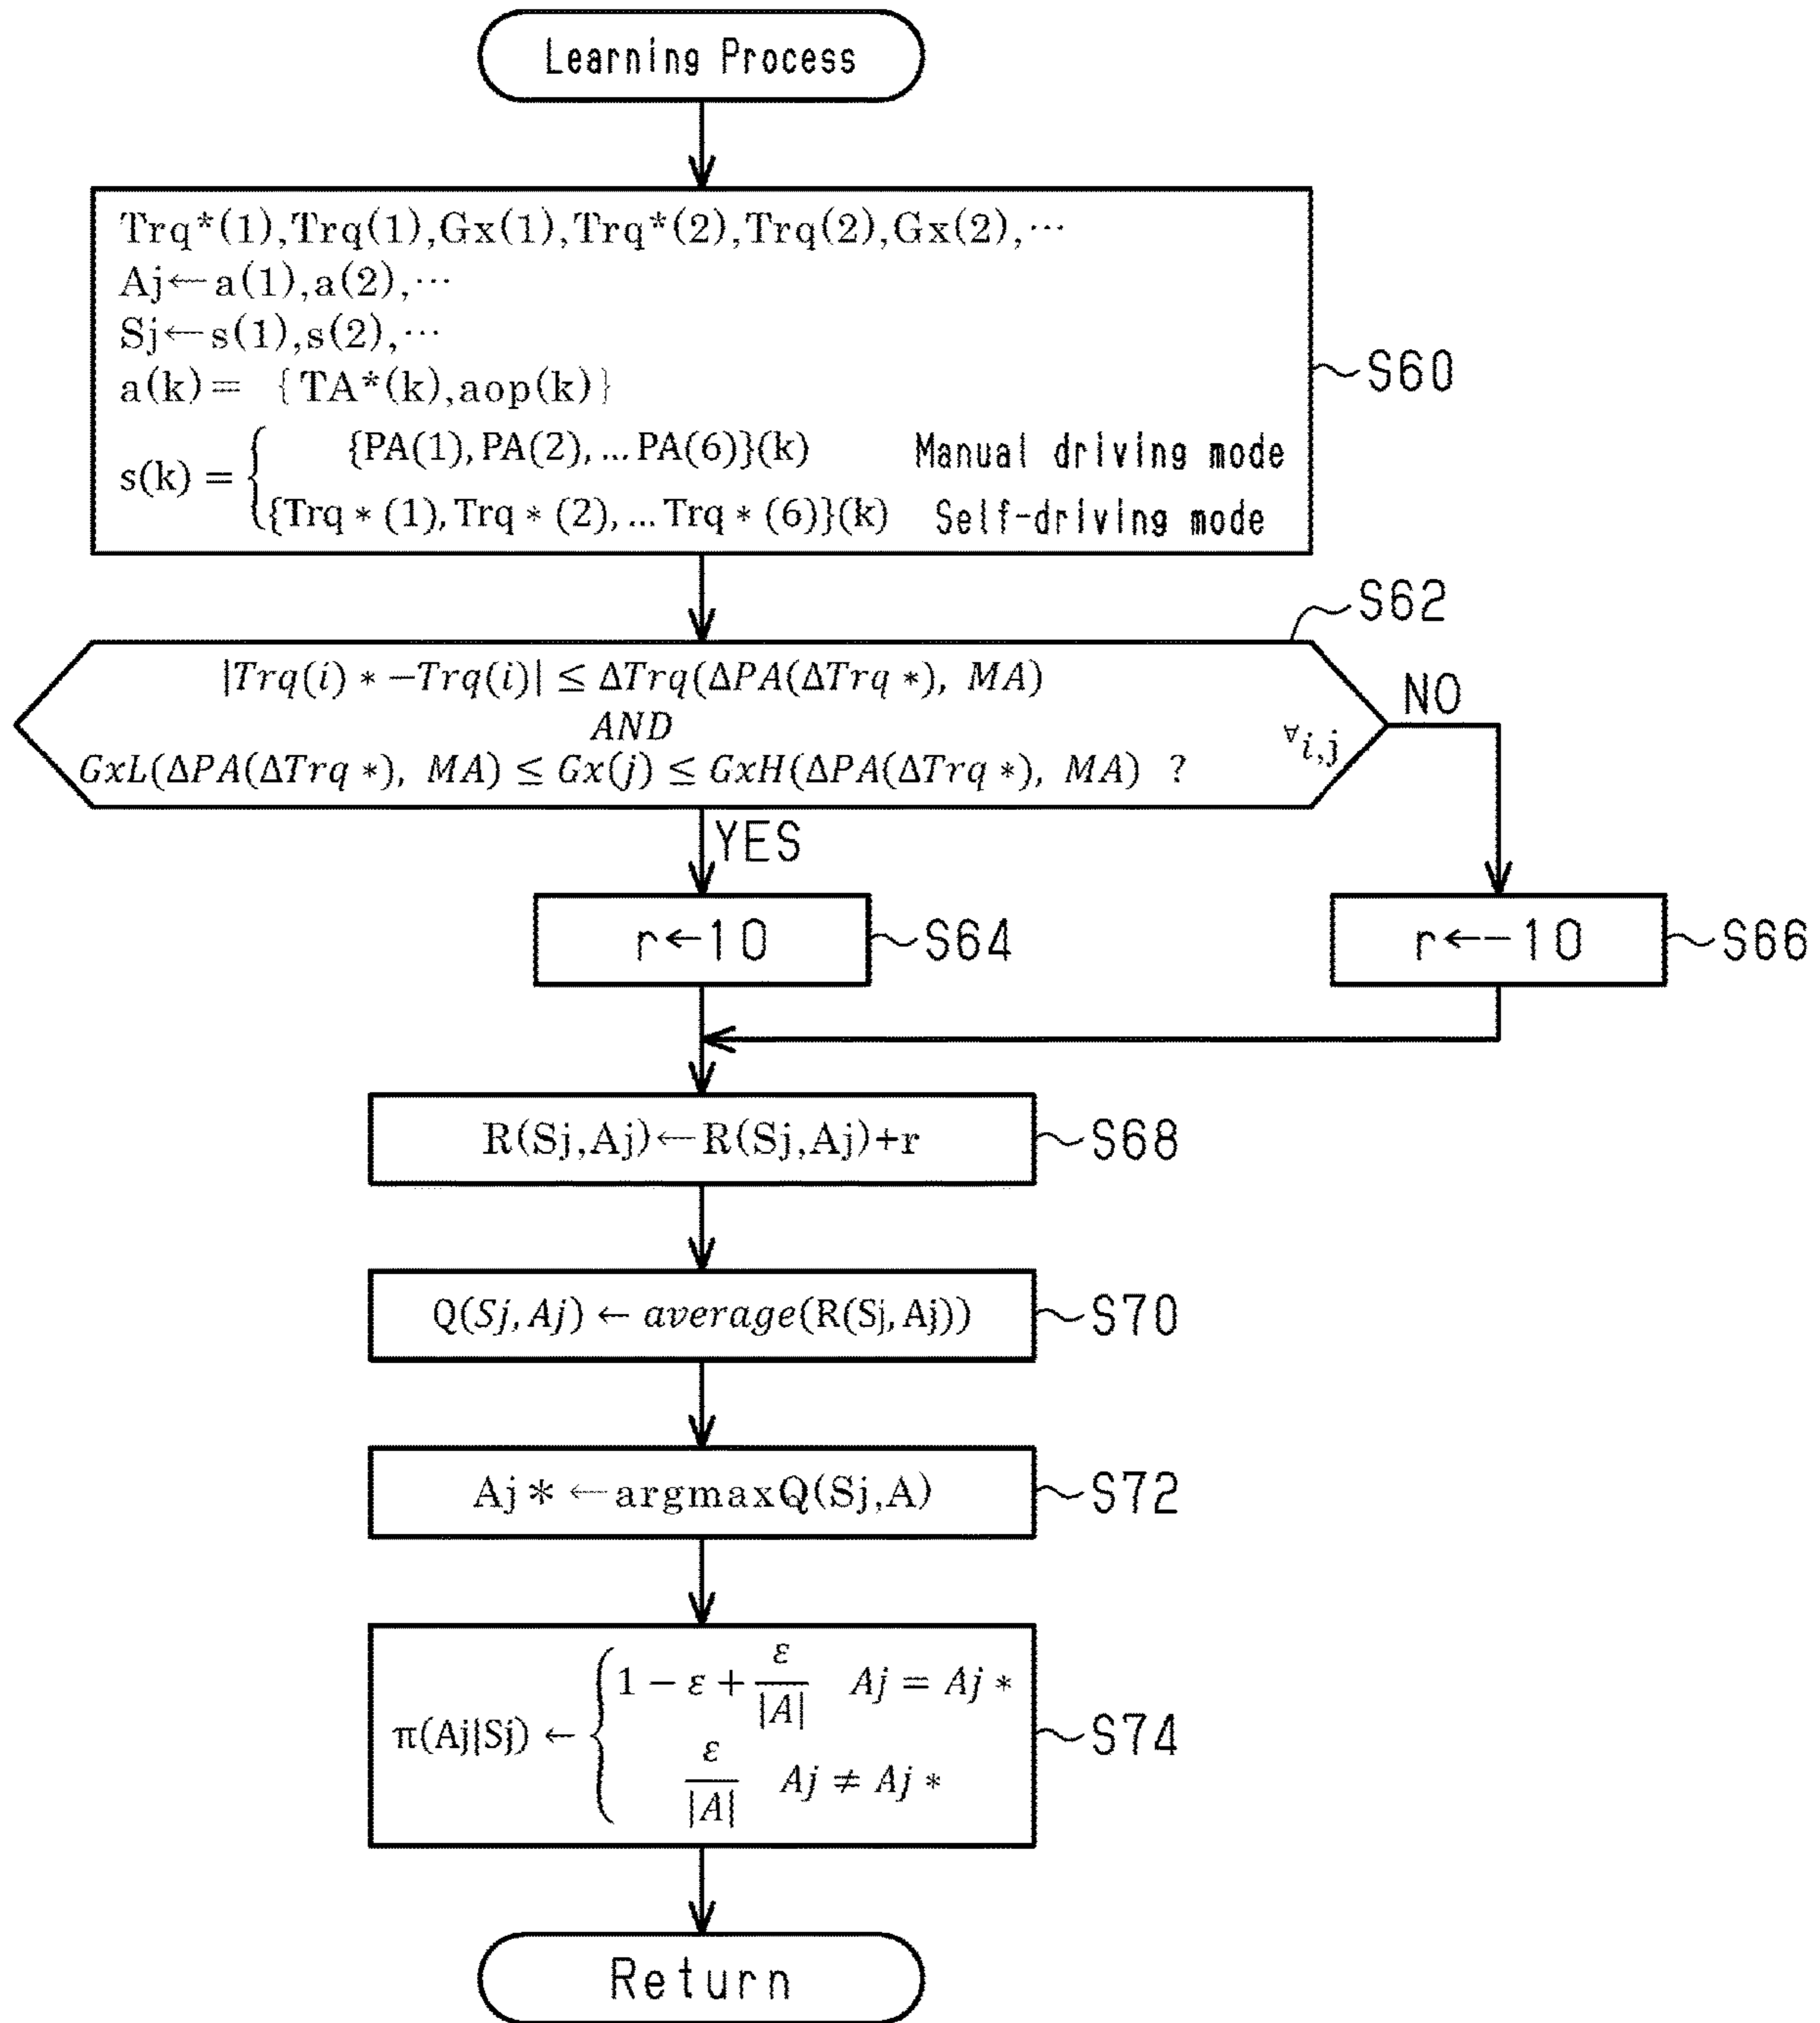 Learning Process
Trq*(1),Trq(1),Gx(1),Trq*(2),Trq(2),Gx(2),⋯
Aj←a(1),a(2),⋯
Sj←s(1),s(2),⋯
a(k)= {TA*(k),aop(k)}
s(k) = { {PA(1), PA(2), ... PA(6)}(k) Manual driving mode
{Trq * (1), Trq * (2), ... Trq * (6)}(k) Self-driving mode
S60
S62
|Trq(i) * −Trq(i)| ≤ ΔTrq(ΔPA(ΔTrq *), MA)
AND
GxL(ΔPA(ΔTrq *), MA) ≤ Gx(j) ≤ GxH(ΔPA(ΔTrq *), MA) ?
∀i,j
NO
YES
r←10
S64
r←−10
S66
R(Sj,Aj)←R(Sj,Aj)+r
S68
Q(Sj, Aj) ← average(R(Sj, Aj))
S70
Aj * ←argmaxQ(Sj,A)
S72
π(Aj|Sj) ← { 1 − ε + ε/|A| Aj = Aj *
ε/|A| Aj ≠ Aj *
S74
Return